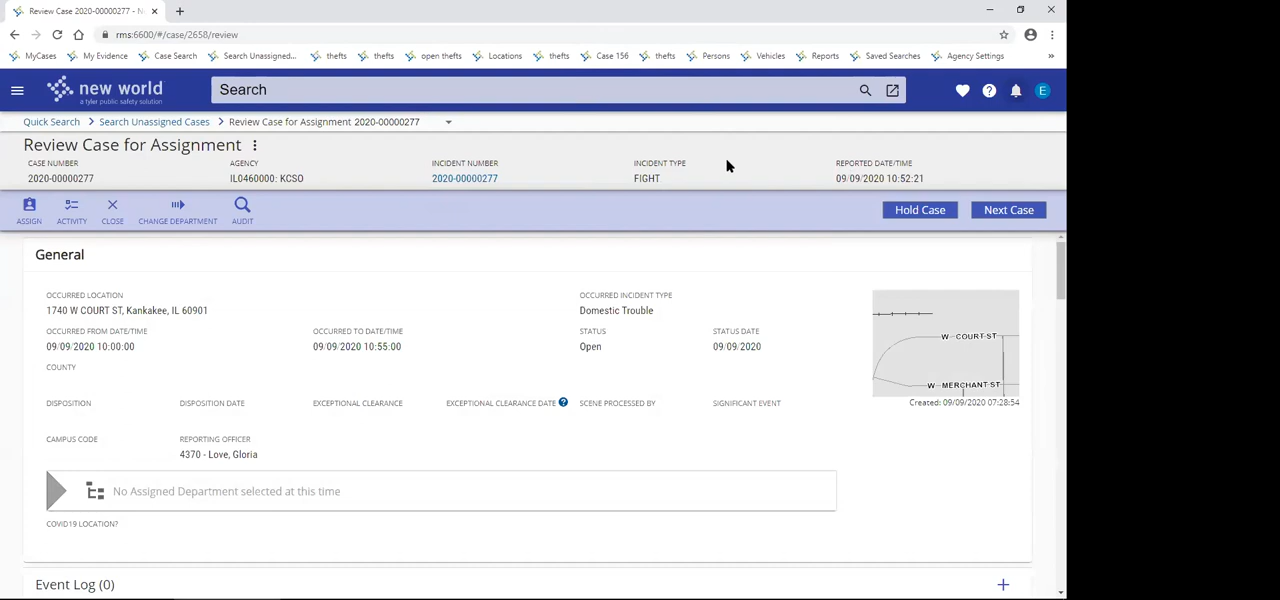 Review Case 2020-00000277 - N
rms:6600/#/case/2658/review
MyCases My Evidence Case Search Search Unassigned... thefts thefts open thefts Locations thefts Case 156 thefts Persons Vehicles Reports Saved Searches Agency Settings »
new world
a tyler public safety solution
Search
E
Quick Search > Search Unassigned Cases > Review Case for Assignment 2020-00000277
Review Case for Assignment
CASE NUMBER AGENCY INCIDENT NUMBER INCIDENT TYPE REPORTED DATE/TIME
2020-00000277 IL0460000: KCSO 2020-00000277 FIGHT 09/09/2020 10:52:21
ASSIGN ACTIVITY CLOSE CHANGE DEPARTMENT AUDIT
Hold Case Next Case
General
OCCURRED LOCATION OCCURRED INCIDENT TYPE
1740 W COURT ST, Kankakee, IL 60901 Domestic Trouble
OCCURRED FROM DATE/TIME OCCURRED TO DATE/TIME STATUS STATUS DATE
09/09/2020 10:00:00 09/09/2020 10:55:00 Open 09/09/2020
W COURT ST
W MERCHANT ST
Created: 09/09/2020 07:28:54
COUNTY
DISPOSITION DISPOSITION DATE EXCEPTIONAL CLEARANCE EXCEPTIONAL CLEARANCE DATE ? SCENE PROCESSED BY SIGNIFICANT EVENT
CAMPUS CODE REPORTING OFFICER
4370 - Love, Gloria
No Assigned Department selected at this time
COVID19 LOCATION?
Event Log (0)